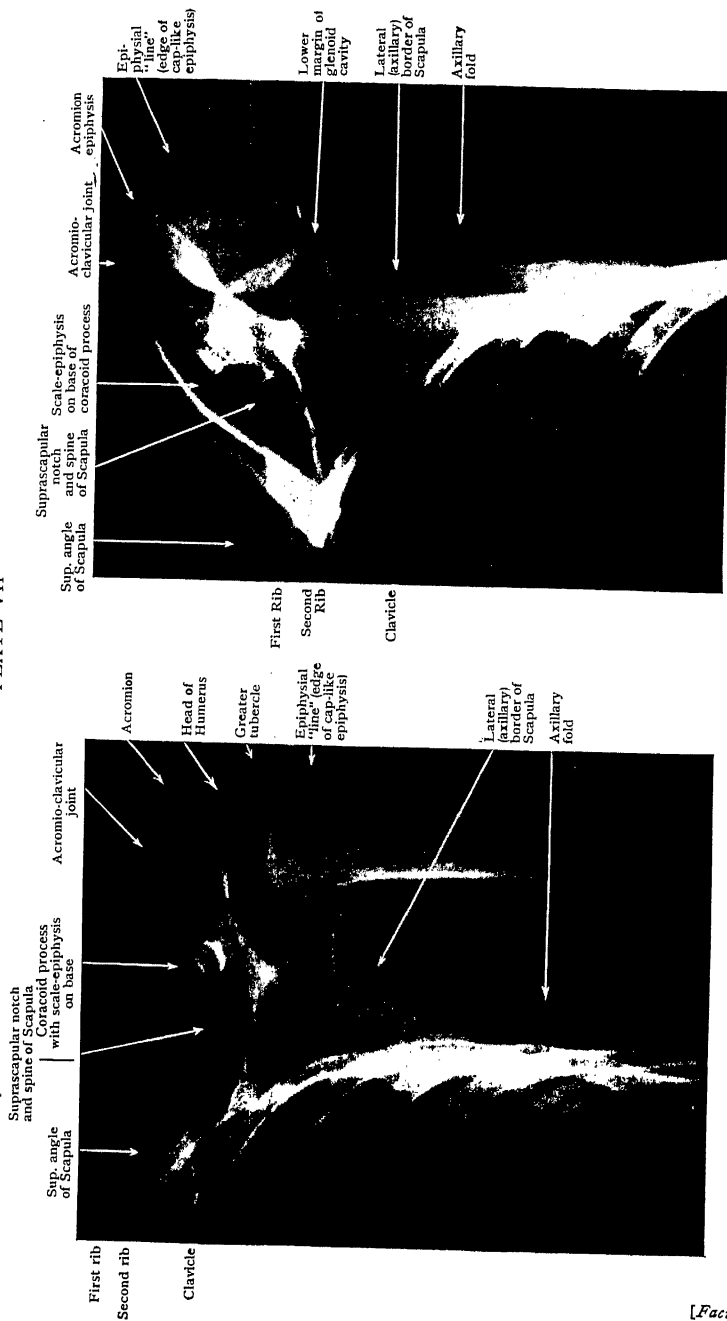 PLATE VII
Suprascapular notch
and spine of Scapula
Sup. angle
of Scapula
Coracoid process
with scale-epiphysis
on base
Acromio-clavicular
joint
First rib
Second rib
Clavicle
Acromion
Head of
Humerus
Greater
tubercle
Epiphysial
"line" (edge
of cap-like
epiphysis)
Lateral
(axillary)
border of
Scapula
Axillary
fold
Sup. angle
of Scapula
Suprascapular
notch
and spine
of Scapula
Scale-epiphysis
on base of
coracoid process
Acromio-
clavicular joint
Acromion
epiphysis
First Rib
Second
Rib
Clavicle
Epi-
physial
"line"
(edge of
cap-like
epiphysis)
Lower
margin of
glenoid
cavity
Lateral
(axillary)
border of
Scapula
Axillary
fold